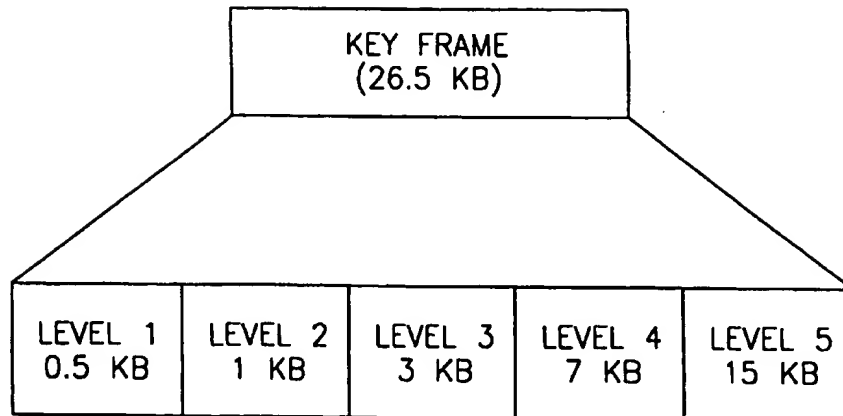 KEY FRAME
(26.5 KB)
LEVEL 1
0.5 KB
LEVEL 2
1 KB
LEVEL 3
3 KB
LEVEL 4
7 KB
LEVEL 5
15 KB